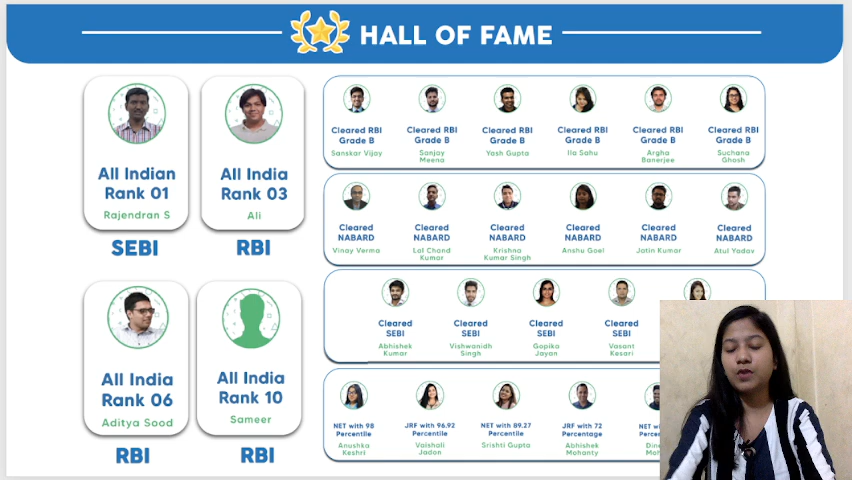 HALL OF FAME
All Indian
Rank 01
Rajendran S
SEBI
All India
Rank 03
Ali
RBI
All India
Rank 06
Aditya Sood
RBI
All India
Rank 10
Sameer
RBI
Cleared RBI
Grade B
Sanskar Vijay
Cleared RBI
Grade B
Sanjay
Meena
Cleared RBI
Grade B
Yash Gupta
Cleared RBI
Grade B
Ila Sahu
Cleared RBI
Grade B
Argha
Banerjee
Cleared RBI
Grade B
Suchana
Ghosh
Cleared
NABARD
Vinay Verma
Cleared
NABARD
Lal Chand
Kumar
Cleared
NABARD
Krishna
Kumar Singh
Cleared
NABARD
Anshu Goel
Cleared
NABARD
Jatin Kumar
Cleared
NABARD
Atul Yadav
Cleared
SEBI
Abhishek
Kumar
Cleared
SEBI
Vishwanidh
Singh
Cleared
SEBI
Gopika
Jayan
Cleared
SEBI
Vasant
Kesari
NET with 98
Percentile
Anushka
Keshri
JRF with 96.92
Percentile
Vaishali
Jadon
NET with 89.27
Percentile
Srishti Gupta
JRF with 72
Percentage
Abhishek
Mohanty
NET with